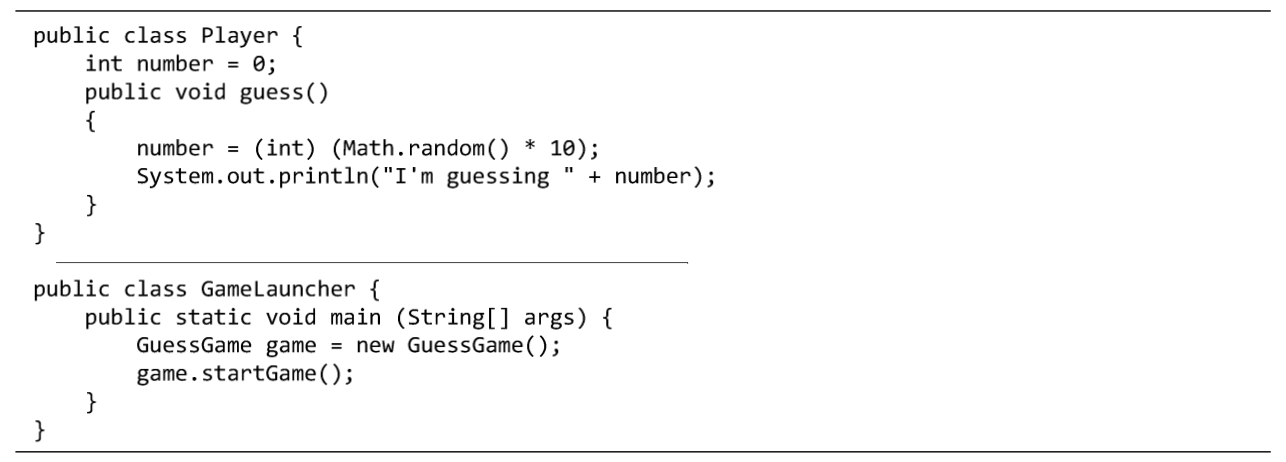 public class Player {
    int number = 0;
    public void guess()
    {
        number = (int) (Math.random() * 10);
        System.out.println("I'm guessing " + number);
    }
}
public class GameLauncher {
    public static void main (String[] args) {
        GuessGame game = new GuessGame();
        game.startGame();
    }
}